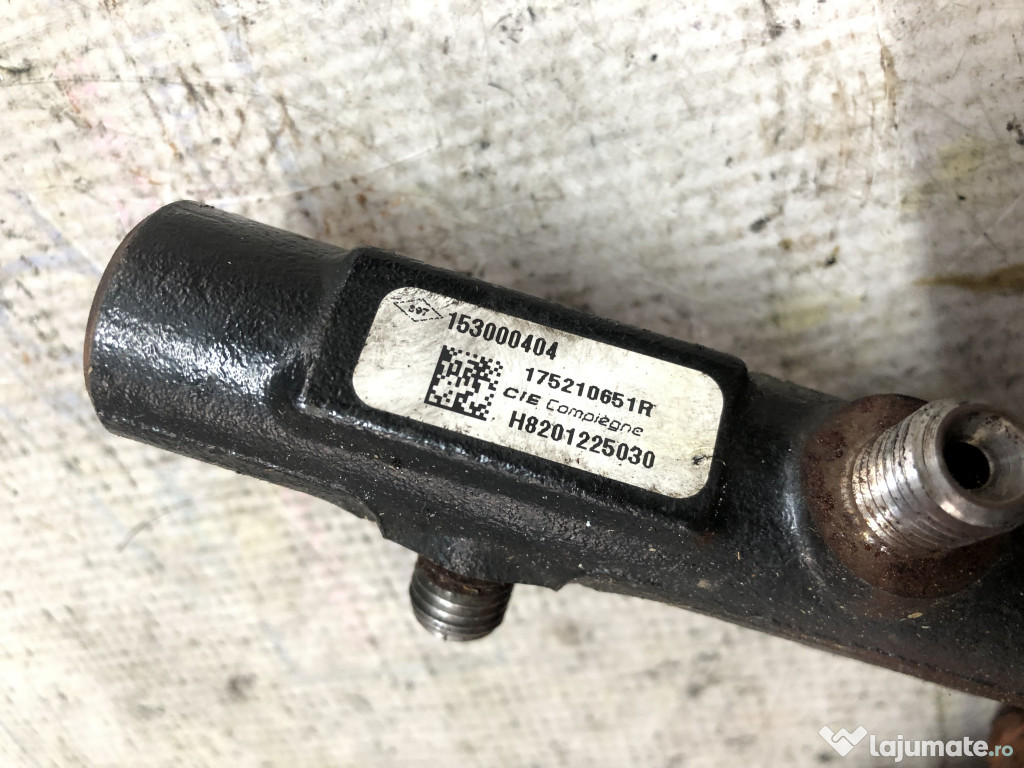 153000404
175210651R
CIE Compiègne
H8201225030
lajumate.ro